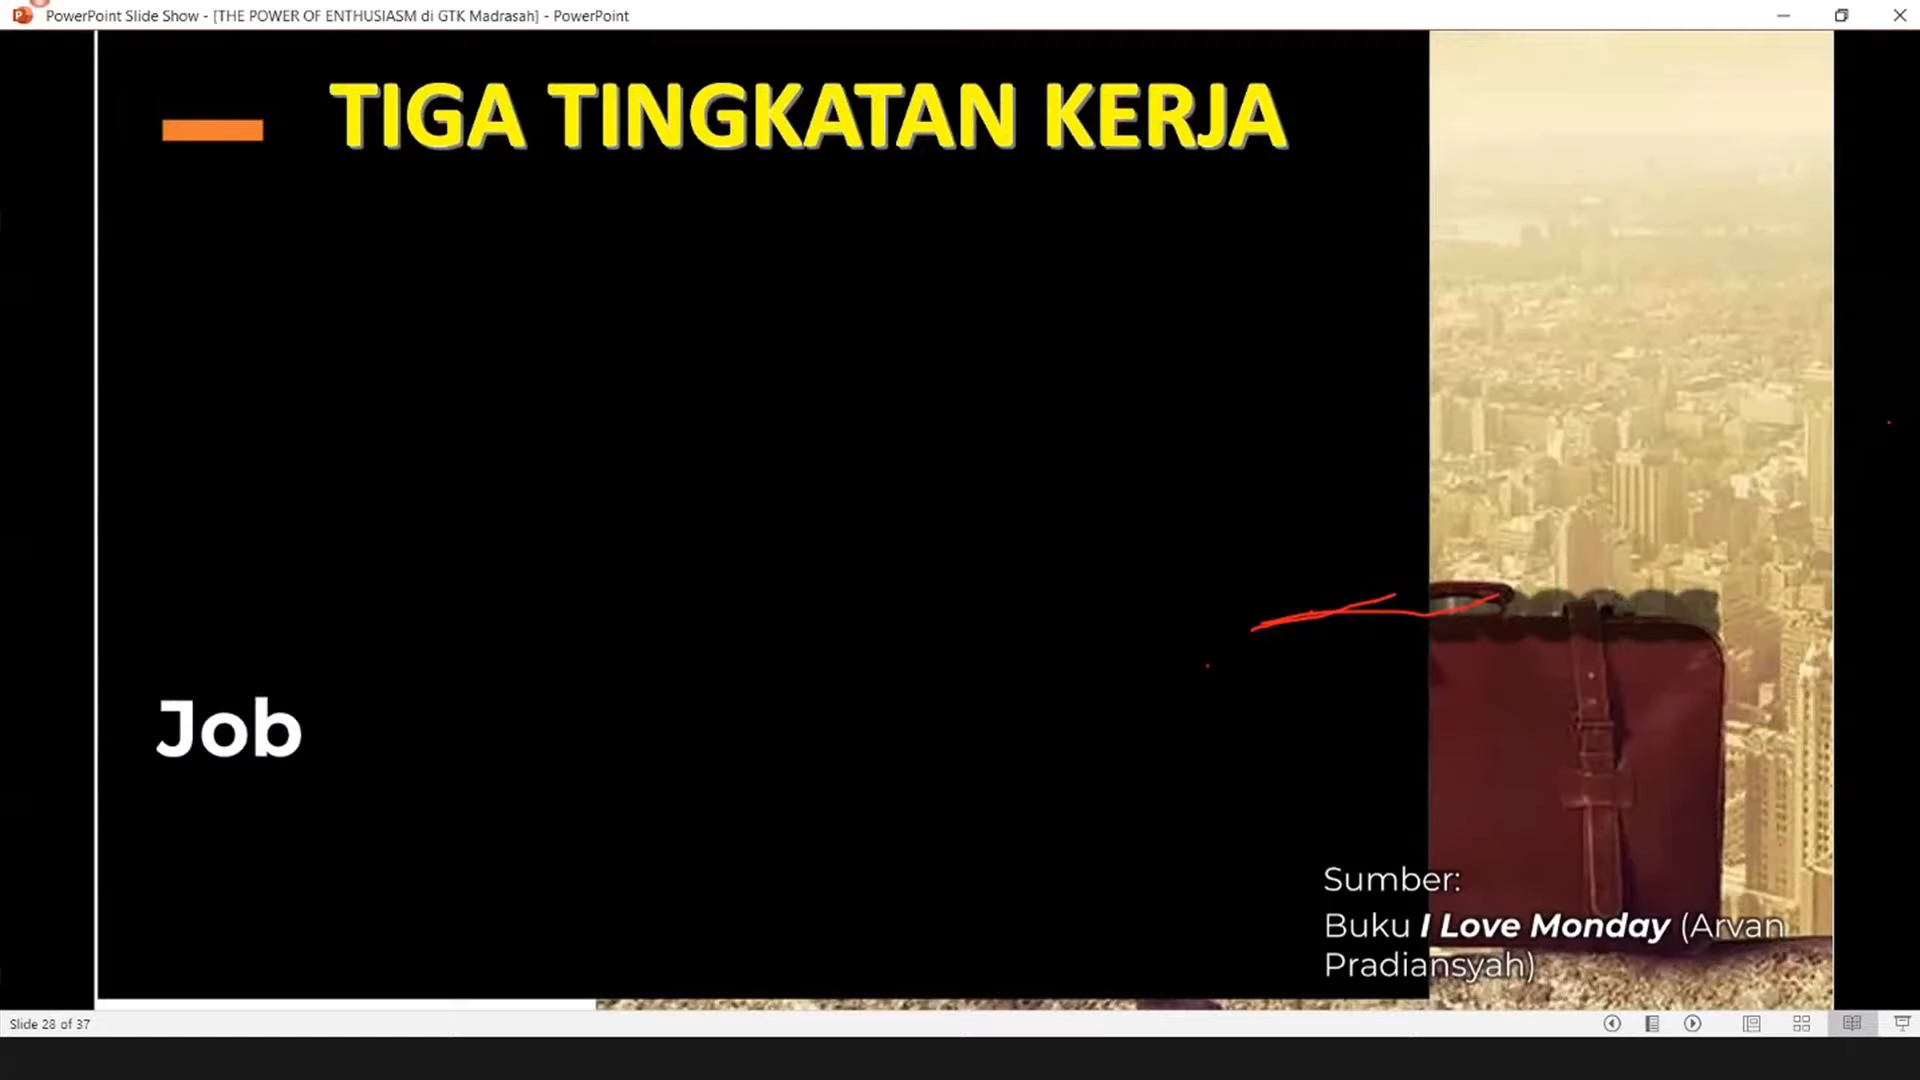 PowerPoint Slide Show - [THE POWER OF ENTHUSIASM di GTK Madrasah] - PowerPoint
TIGA TINGKATAN KERJA
Job
Sumber:
Buku I Love Monday (Arvan
Pradiansyah)
Slide 28 of 37